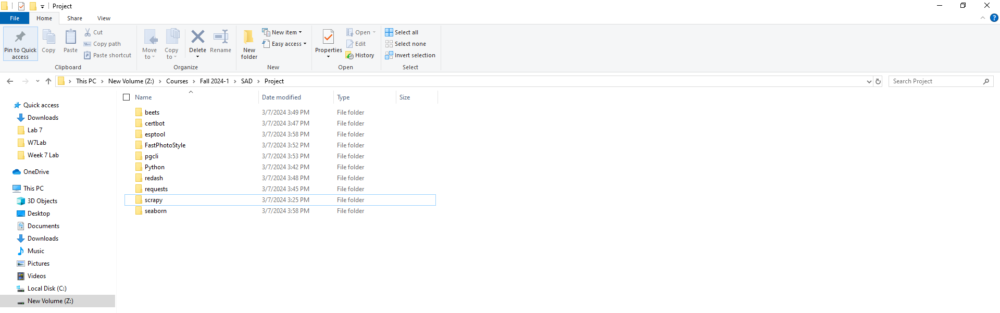 Project
File Home Share View
Pin to Quick access
Copy
Paste
Cut
Copy path
Paste shortcut
Clipboard
Move to
Copy to
Delete
Rename
Organize
New folder
New item
Easy access
New
Properties
Open
Edit
History
Open
Select all
Select none
Invert selection
Select
This PC > New Volume (Z:) > Courses > Fall 2024-1 > SAD > Project
Search Project
Quick access
Downloads
Lab 7
W7Lab
Week 7 Lab
OneDrive
This PC
3D Objects
Desktop
Documents
Downloads
Music
Pictures
Videos
Local Disk (C:)
New Volume (Z:)
Name Date modified Type Size
beets 3/7/2024 3:49 PM File folder
certbot 3/7/2024 3:47 PM File folder
esptool 3/7/2024 3:58 PM File folder
FastPhotoStyle 3/7/2024 3:52 PM File folder
pgcli 3/7/2024 3:53 PM File folder
Python 3/7/2024 3:42 PM File folder
redash 3/7/2024 3:48 PM File folder
requests 3/7/2024 3:45 PM File folder
scrapy 3/7/2024 3:25 PM File folder
seaborn 3/7/2024 3:58 PM File folder